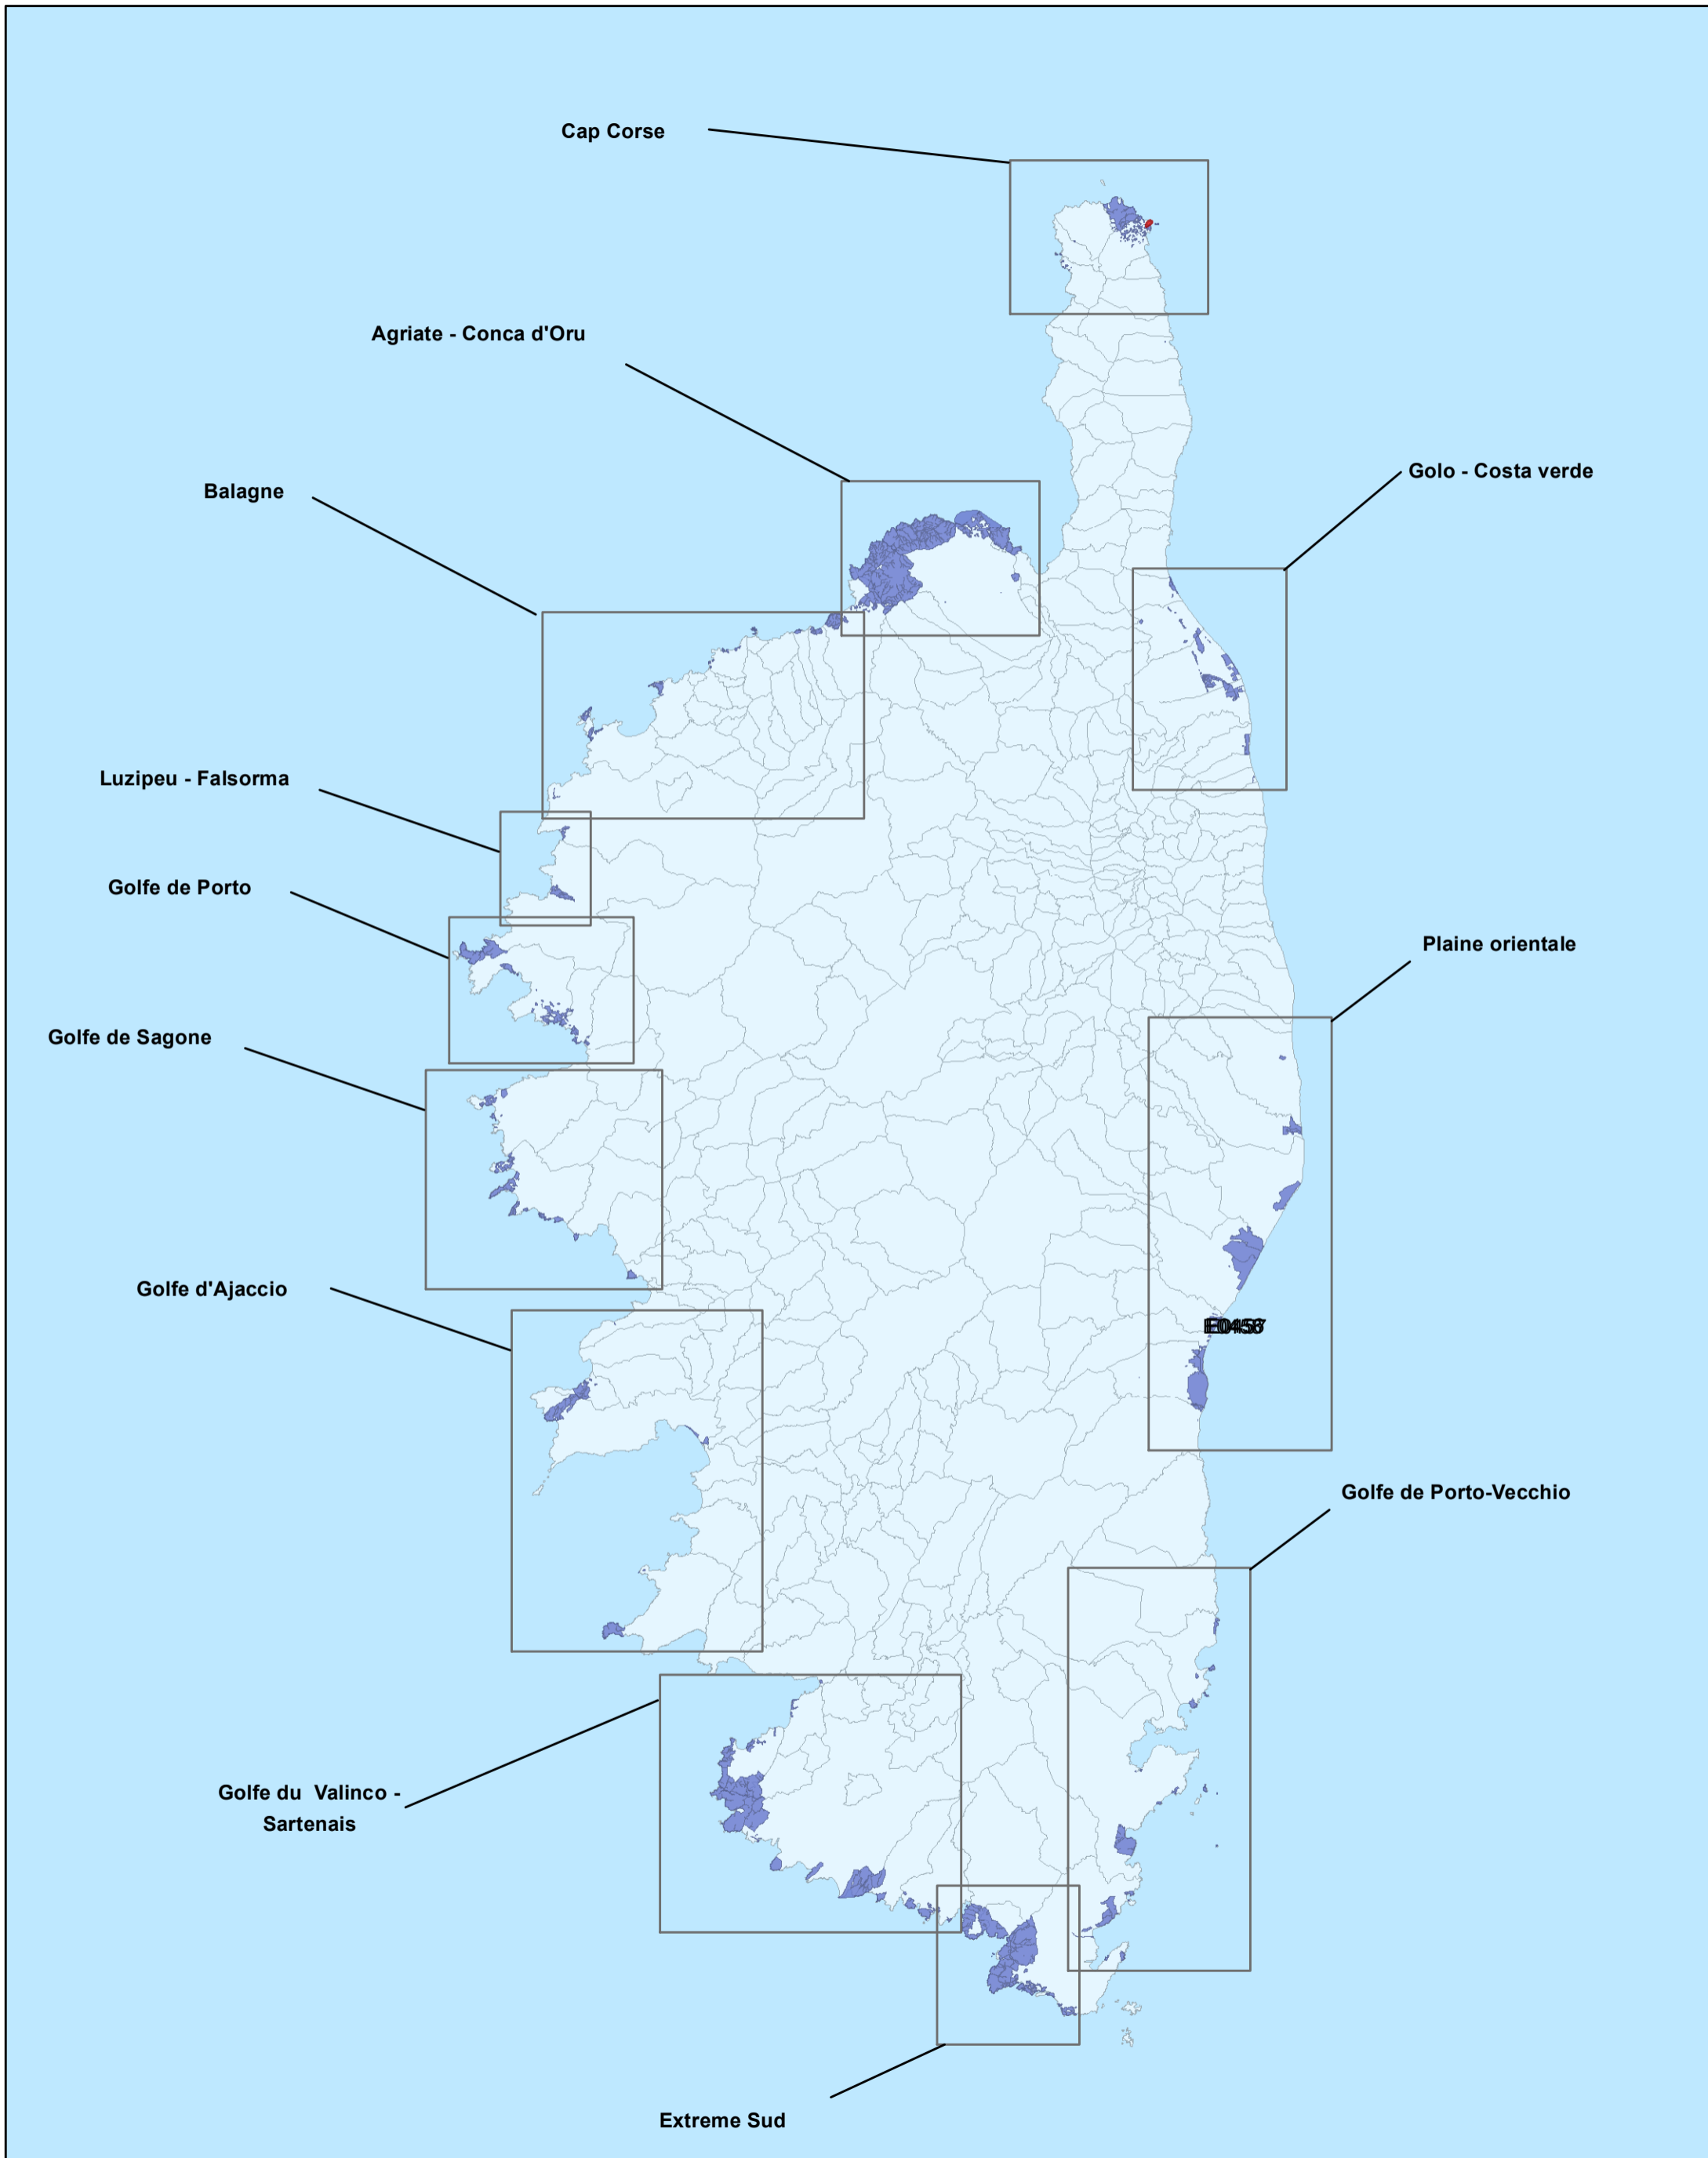 Cap Corse
Agriate - Conca d'Oru
Golo - Costa verde
Balagne
Luzipeu - Falsorma
Golfe de Porto
Plaine orientale
Golfe de Sagone
Golfe d'Ajaccio
Golfe de Porto-Vecchio
Golfe du Valinco -
Sartenais
Extreme Sud